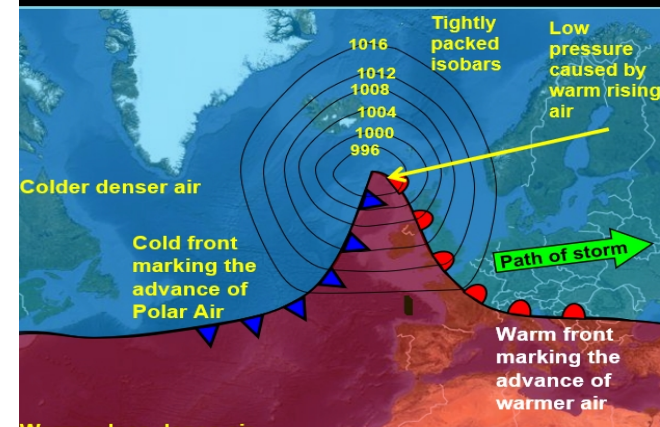 Tightly
packed
isobars
Low
pressure
caused by
warm rising
air
1016
1012
1008
1004
1000
996
Colder denser air
Cold front
marking the
advance of
Polar Air
Path of storm
Warm front
marking the
advance of
warmer air